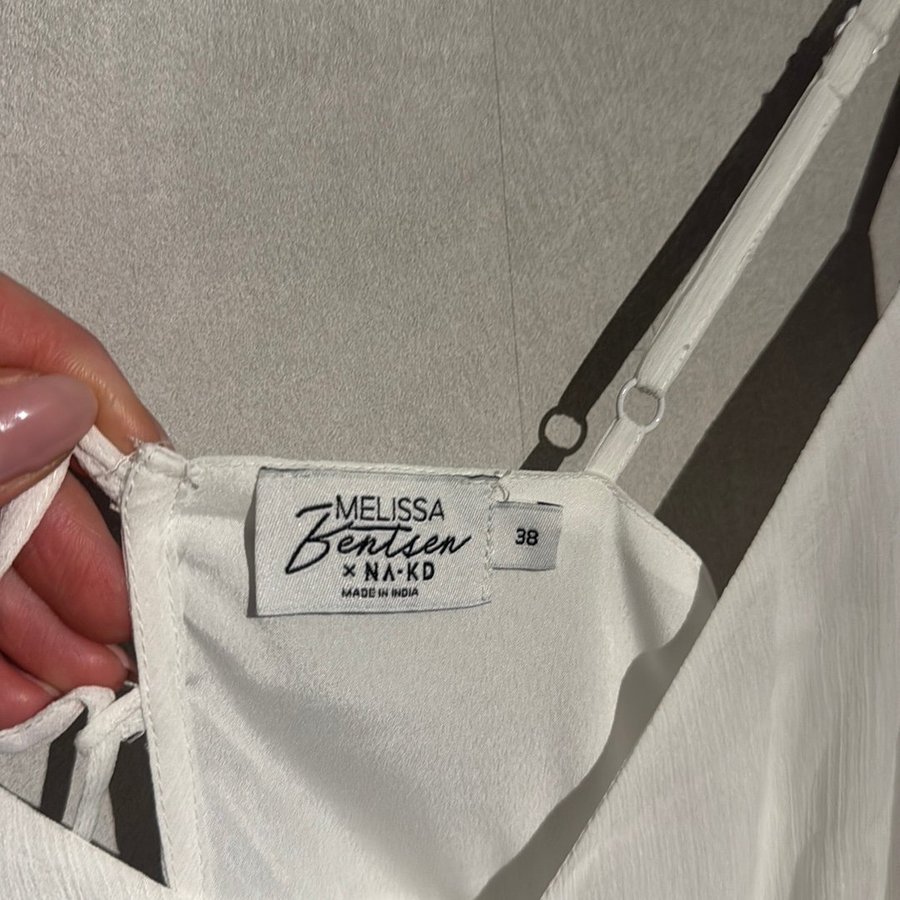 MELISSA
Bentsen
× NA-KD
MADE IN INDIA
38